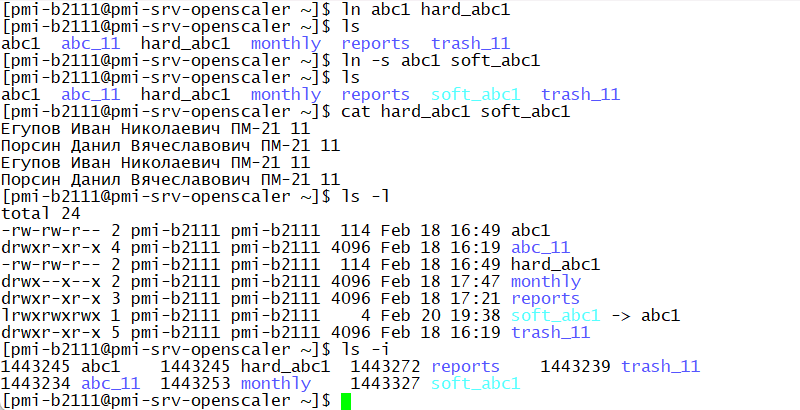 [pmi-b2111@pmi-srv-openscaler ~]$ ln abc1 hard_abc1
[pmi-b2111@pmi-srv-openscaler ~]$ ls
abc1  abc_11  hard_abc1  monthly  reports  trash_11
[pmi-b2111@pmi-srv-openscaler ~]$ ln -s abc1 soft_abc1
[pmi-b2111@pmi-srv-openscaler ~]$ ls
abc1  abc_11  hard_abc1  monthly  reports  soft_abc1  trash_11
[pmi-b2111@pmi-srv-openscaler ~]$ cat hard_abc1 soft_abc1
Егупов Иван Николаевич ПМ-21 11
Порсин Данил Вячеславович ПМ-21 11
Егупов Иван Николаевич ПМ-21 11
Порсин Данил Вячеславович ПМ-21 11
[pmi-b2111@pmi-srv-openscaler ~]$ ls -l
total 24
-rw-rw-r-- 2 pmi-b2111 pmi-b2111  114 Feb 18 16:49 abc1
drwxr-xr-x 4 pmi-b2111 pmi-b2111 4096 Feb 18 16:19 abc_11
-rw-rw-r-- 2 pmi-b2111 pmi-b2111  114 Feb 18 16:49 hard_abc1
drwx--x--x 2 pmi-b2111 pmi-b2111 4096 Feb 18 17:47 monthly
drwxr-xr-x 3 pmi-b2111 pmi-b2111 4096 Feb 18 17:21 reports
lrwxrwxrwx 1 pmi-b2111 pmi-b2111    4 Feb 20 19:38 soft_abc1 -> abc1
drwxr-xr-x 5 pmi-b2111 pmi-b2111 4096 Feb 18 16:19 trash_11
[pmi-b2111@pmi-srv-openscaler ~]$ ls -i
1443245 abc1    1443245 hard_abc1  1443272 reports    1443239 trash_11
1443234 abc_11  1443253 monthly    1443327 soft_abc1
[pmi-b2111@pmi-srv-openscaler ~]$